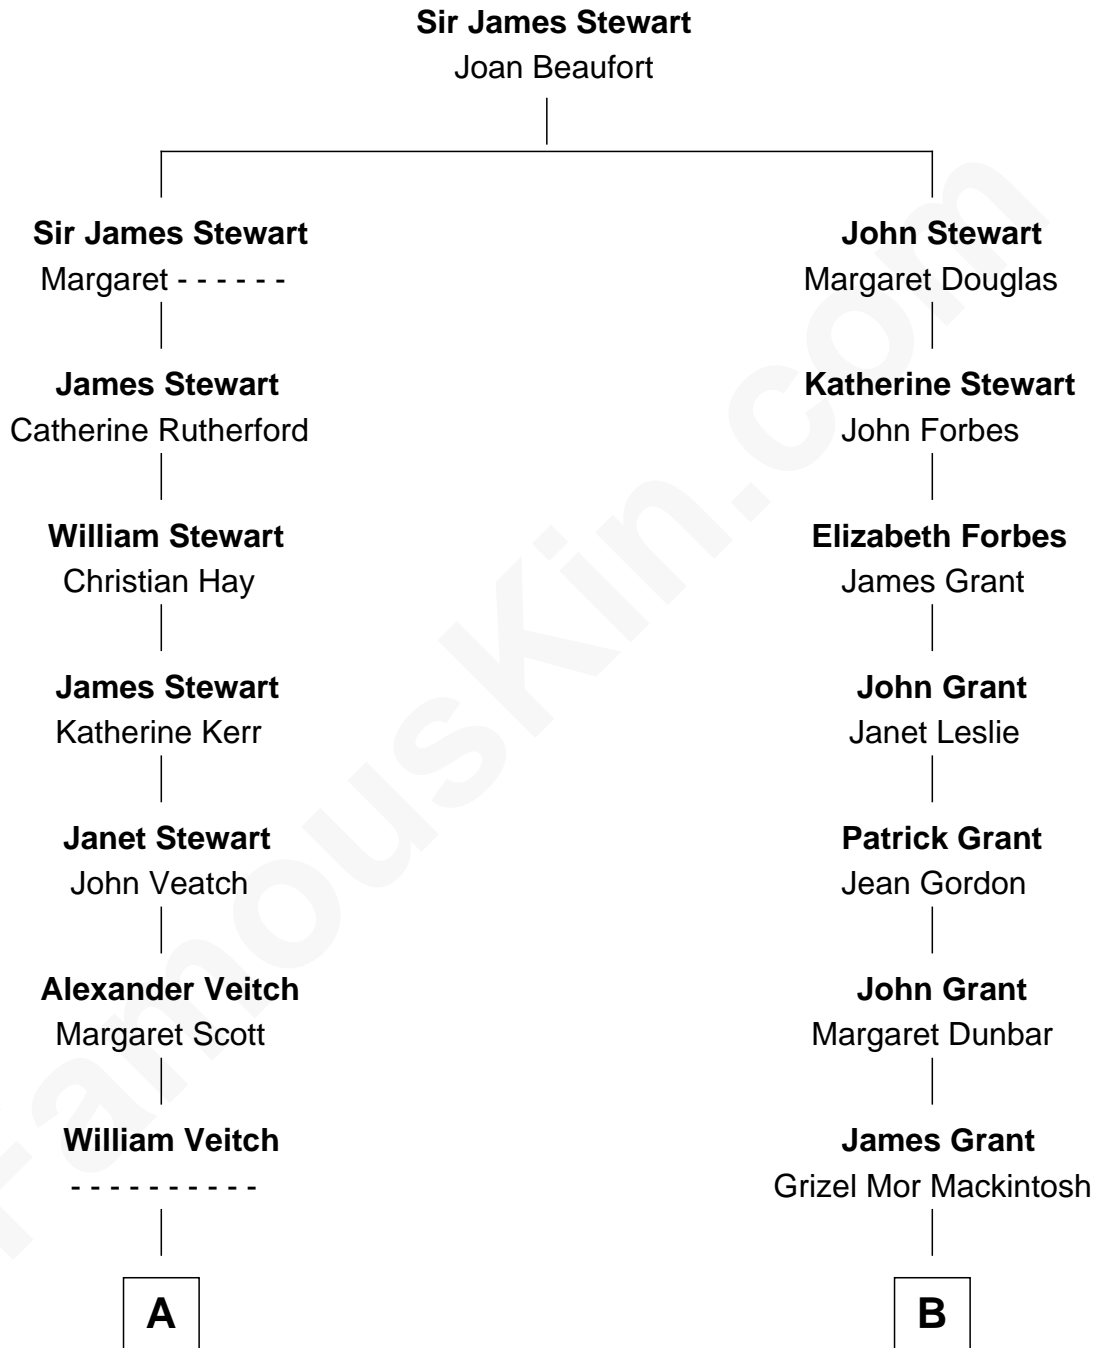 Sir James Stewart
Joan Beaufort
Sir James Stewart
Margaret - - - - - -
John Stewart
Margaret Douglas
James Stewart
Catherine Rutherford
Katherine Stewart
John Forbes
William Stewart
Christian Hay
Elizabeth Forbes
James Grant
James Stewart
Katherine Kerr
John Grant
Janet Leslie
Janet Stewart
John Veatch
Patrick Grant
Jean Gordon
Alexander Veitch
Margaret Scott
John Grant
Margaret Dunbar
William Veitch
- - - - - - - - - -
James Grant
Grizel Mor Mackintosh
A
B
FamousKin.com